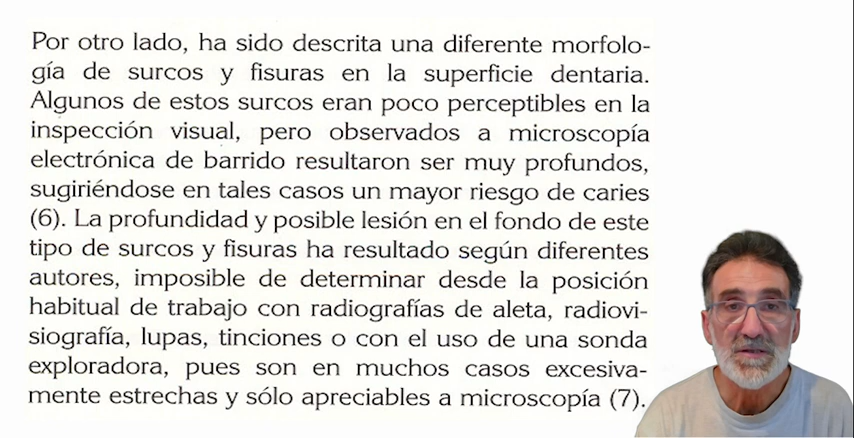 Por otro lado, ha sido descrita una diferente morfolo-
gía de surcos y fisuras en la superficie dentaria.
Algunos de estos surcos eran poco perceptibles en la
inspección visual, pero observados a microscopía
electrónica de barrido resultaron ser muy profundos,
sugiriéndose en tales casos un mayor riesgo de caries
(6). La profundidad y posible lesión en el fondo de este
tipo de surcos y fisuras ha resultado según diferentes
autores, imposible de determinar desde la posición
habitual de trabajo con radiografías de aleta, radiovi-
siografía, lupas, tinciones o con el uso de una sonda
exploradora, pues son en muchos casos excesiva-
mente estrechas y sólo apreciables a microscopía (7).